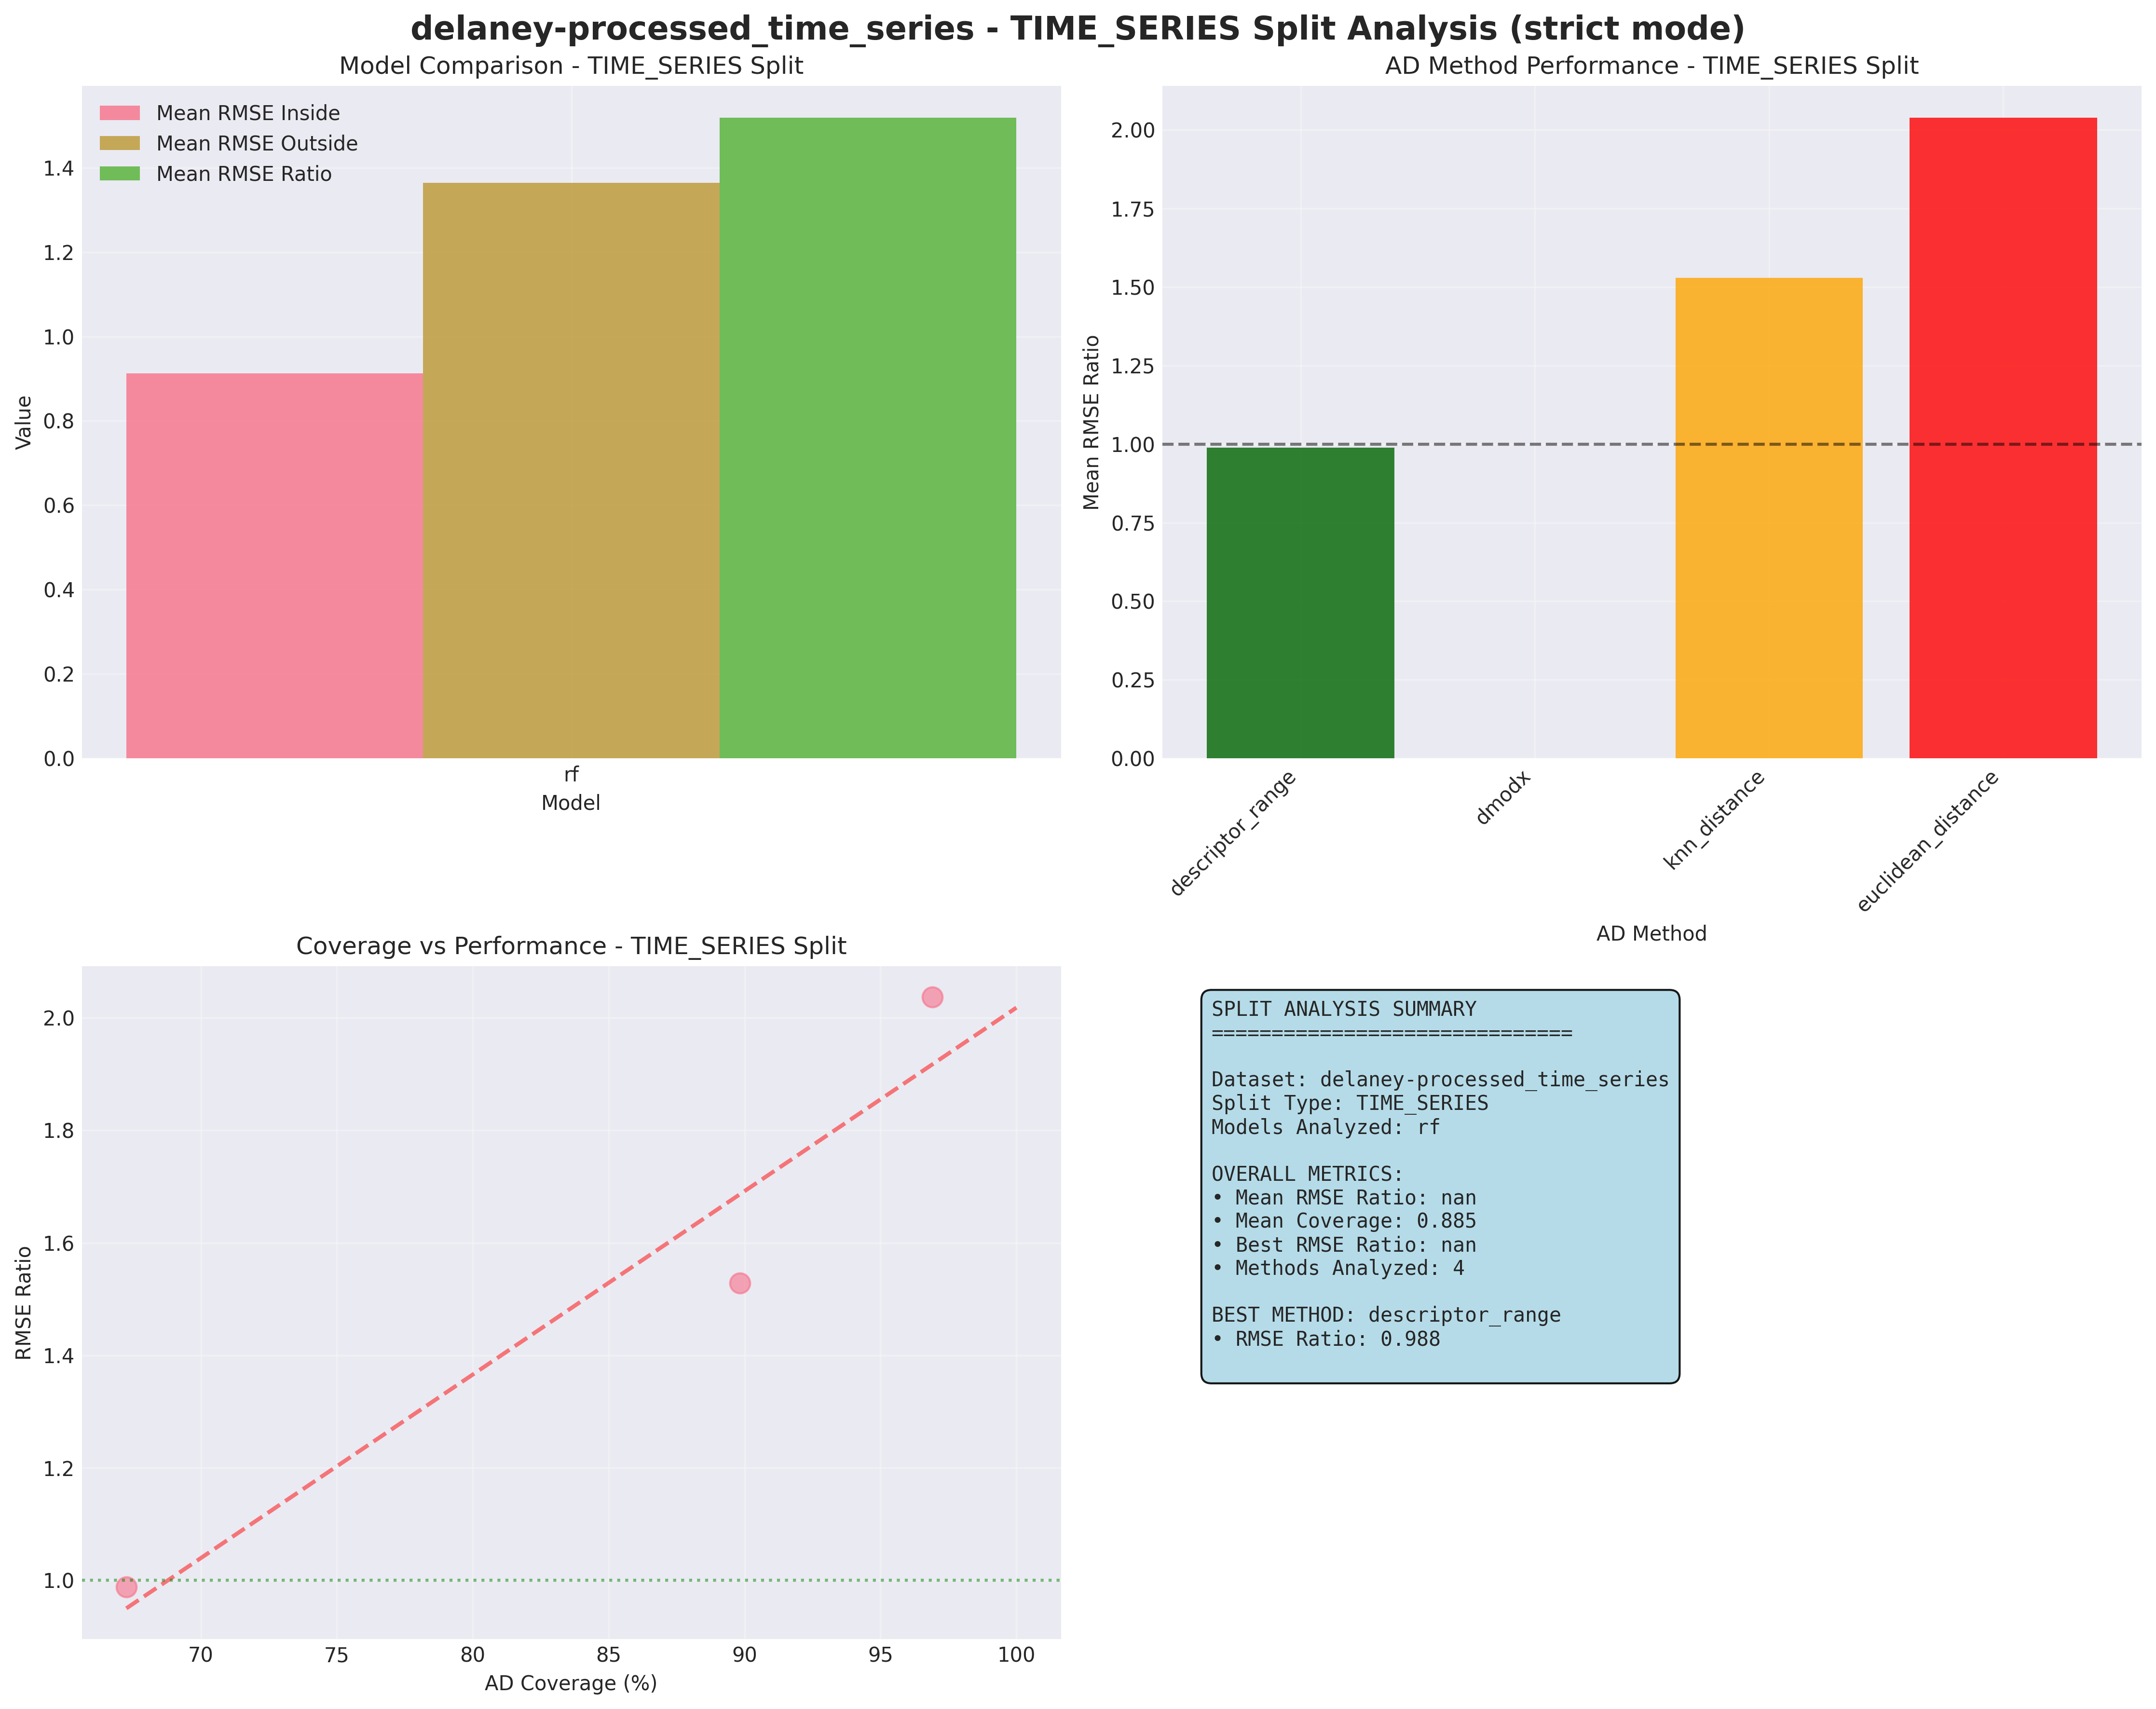 delaney-processed_time_series - TIME_SERIES Split Analysis (strict mode)
Model Comparison - TIME_SERIES Split
Mean RMSE Inside
Mean RMSE Outside
Mean RMSE Ratio
Value
1.4
1.2
1.0
0.8
0.6
0.4
0.2
0.0
rf
Model
AD Method Performance - TIME_SERIES Split
Mean RMSE Ratio
2.00
1.75
1.50
1.25
1.00
0.75
0.50
0.25
0.00
descriptor_range
dmodx
knn_distance
euclidean_distance
AD Method
Coverage vs Performance - TIME_SERIES Split
RMSE Ratio
2.0
1.8
1.6
1.4
1.2
1.0
70
75
80
85
90
95
100
AD Coverage (%)
SPLIT ANALYSIS SUMMARY
==============================
Dataset: delaney-processed_time_series
Split Type: TIME_SERIES
Models Analyzed: rf
OVERALL METRICS:
• Mean RMSE Ratio: nan
• Mean Coverage: 0.885
• Best RMSE Ratio: nan
• Methods Analyzed: 4
BEST METHOD: descriptor_range
• RMSE Ratio: 0.988